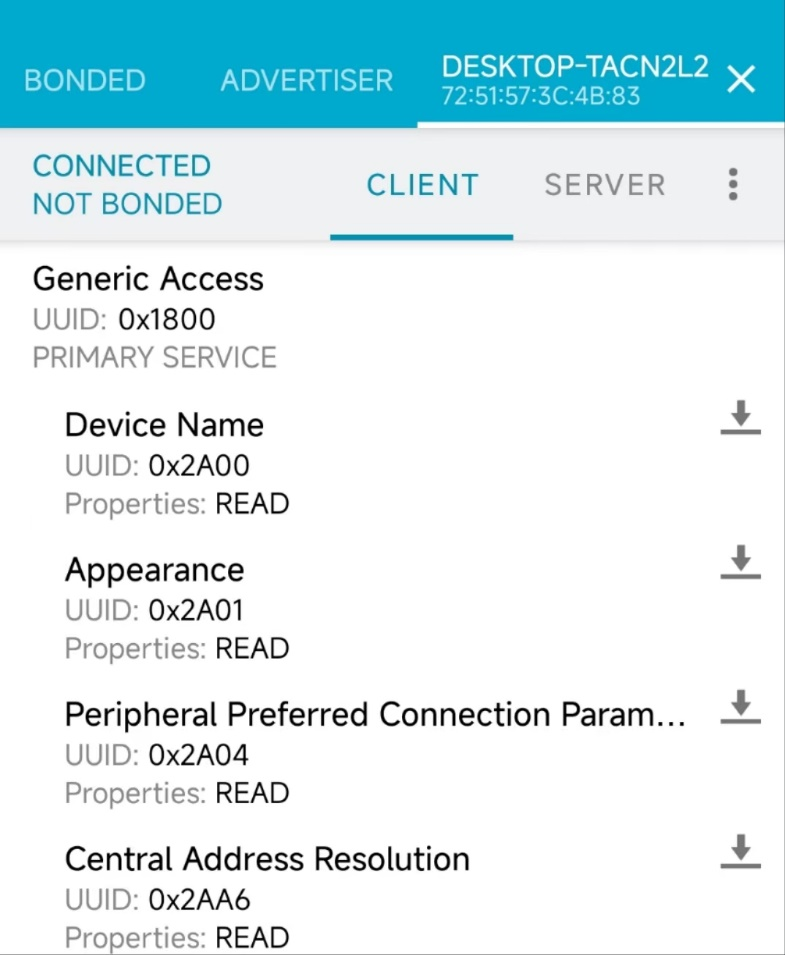 BONDED
ADVERTISER
DESKTOP-TACN2L2
72:51:57:3C:4B:83
CONNECTED
NOT BONDED
CLIENT
SERVER
Generic Access
UUID: 0x1800
PRIMARY SERVICE
Device Name
UUID: 0x2A00
Properties: READ
Appearance
UUID: 0x2A01
Properties: READ
Peripheral Preferred Connection Param...
UUID: 0x2A04
Properties: READ
Central Address Resolution
UUID: 0x2AA6
Properties: READ